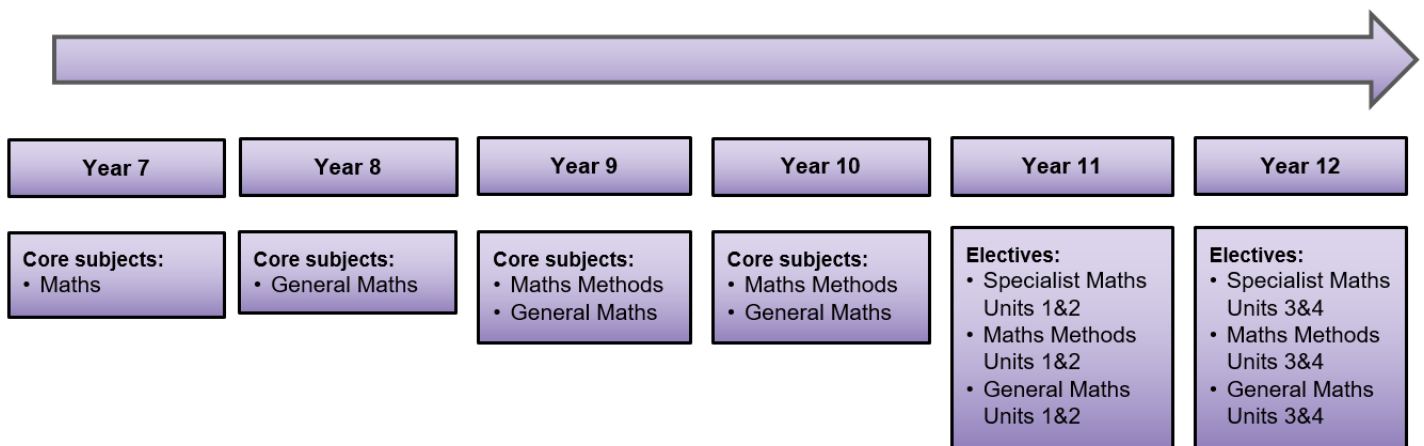 Year 7
Year 8
Year 9
Year 10
Year 11
Year 12
Core subjects:
• Maths
Core subjects:
• General Maths
Core subjects:
• Maths Methods
• General Maths
Core subjects:
• Maths Methods
• General Maths
Electives:
• Specialist Maths
Units 1&2
• Maths Methods
Units 1&2
• General Maths
Units 1&2
Electives:
• Specialist Maths
Units 3&4
• Maths Methods
Units 3&4
• General Maths
Units 3&4